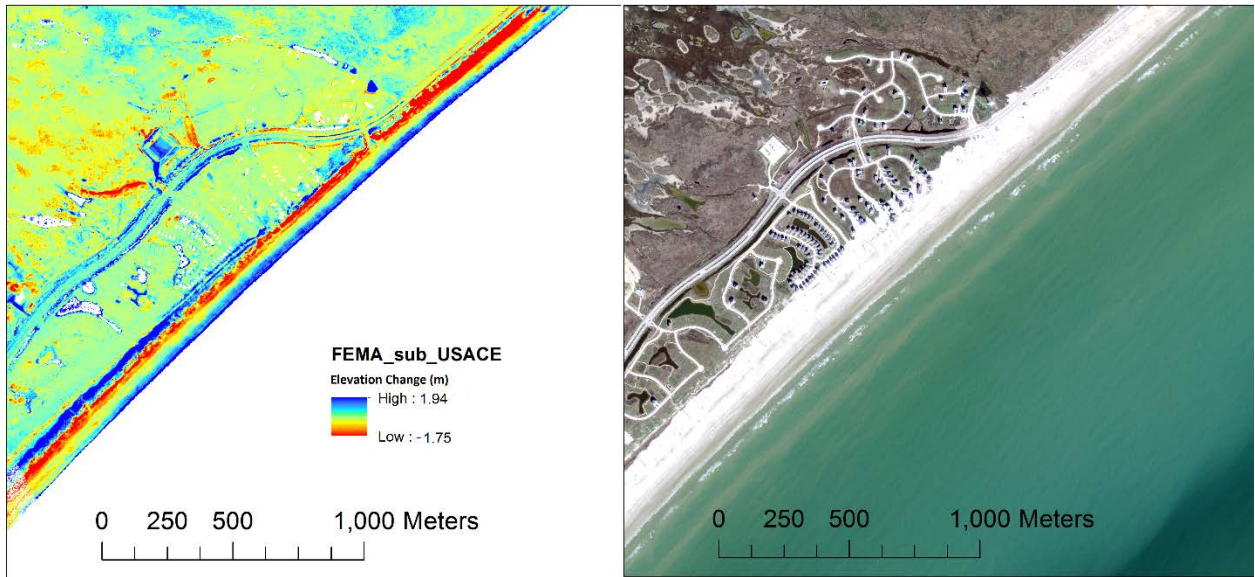 FEMA_sub_USACE
Elevation Change (m)
High : 1.94
Low : -1.75
0 250 500 1,000 Meters
0 250 500 1,000 Meters